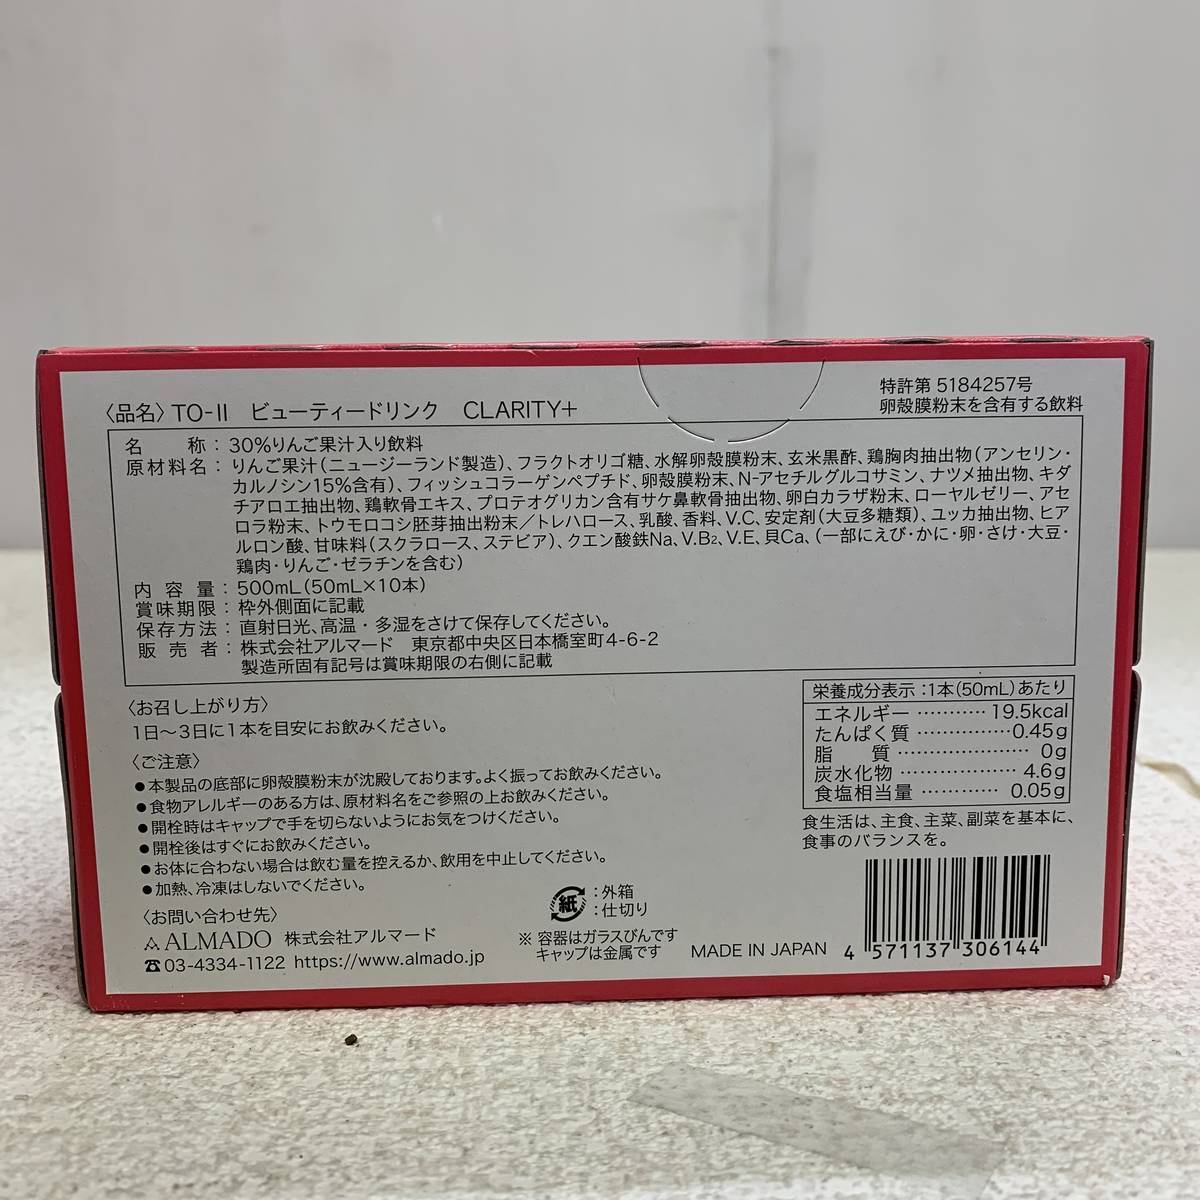 〈品名〉TO-II ビューティードリンク CLARITY+
特許第 5184257号
卵殻膜粉末を含有する飲料
名称：30%りんご果汁入り飲料
原材料名：りんご果汁（ニュージーランド製造）、フラクトオリゴ糖、水解卵殻膜粉末、玄米黒酢、鶏胸肉抽出物（アンセリン・
カルノシン15%含有）、フィッシュコラーゲンペプチド、卵殻膜粉末、N-アセチルグルコサミン、ナツメ抽出物、キダ
チアロエ抽出物、鶏軟骨エキス、プロテオグリカン含有サケ鼻軟骨抽出物、卵白カラザ粉末、ローヤルゼリー、アセ
ロラ粉末、トウモロコシ胚芽抽出粉末／トレハロース、乳酸、香料、V.C、安定剤（大豆多糖類）、ユッカ抽出物、ヒア
ルロン酸、甘味料（スクラロース、ステビア）、クエン酸鉄Na、V.B₂、V.E、貝Ca、（一部にえび・かに・卵・さけ・大豆・
鶏肉・りんご・ゼラチンを含む）
内容量：500mL（50mL×10本）
賞味期限：枠外側面に記載
保存方法：直射日光、高温・多湿をさけて保存してください。
販売者：株式会社アルマード 東京都中央区日本橋室町4-6-2
製造所固有記号は賞味期限の右側に記載
〈お召し上がり方〉
1日～3日に1本を目安にお飲みください。
〈ご注意〉
●本製品の底部に卵殻膜粉末が沈殿しております。よく振ってお飲みください。
●食物アレルギーのある方は、原材料名をご参照の上お飲みください。
●開栓時はキャップで手を切らないようにお気をつけください。
●開栓後はすぐにお飲みください。
●お体に合わない場合は飲む量を控えるか、飲用を中止してください。
●加熱、冷凍はしないでください。
〈お問い合わせ先〉
ALMADO 株式会社アルマード
☎03-4334-1122 https://www.almado.jp
紙：外箱
：仕切り
※ 容器はガラスびんです
キャップは金属です
栄養成分表示：1本（50mL）あたり
エネルギー………… 19.5kcal
たんぱく質……………0.45g
脂質………………… 0g
炭水化物……………… 4.6g
食塩相当量………… 0.05g
食生活は、主食、主菜、副菜を基本に、
食事のバランスを。
MADE IN JAPAN
4 571137 306144